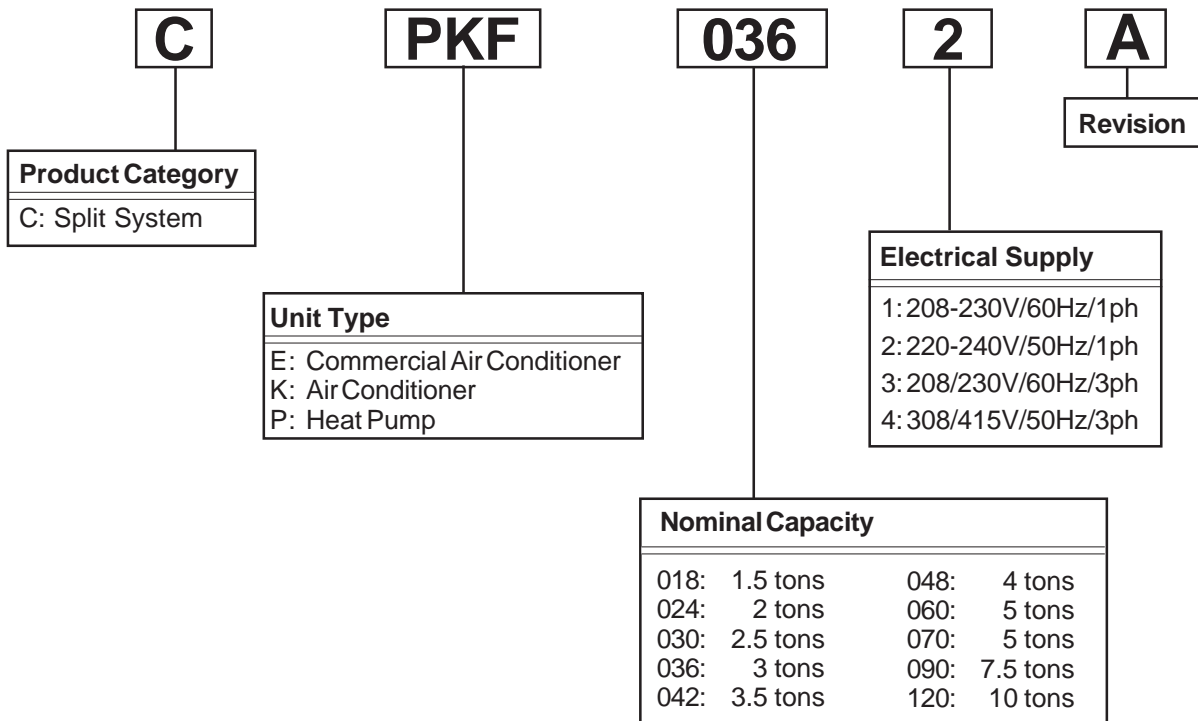 C PKF 036 2 A
Revision
Product Category
C: Split System
Electrical Supply
1: 208-230V/60Hz/1ph
2: 220-240V/50Hz/1ph
3: 208/230V/60Hz/3ph
4: 308/415V/50Hz/3ph
Unit Type
E: Commercial Air Conditioner
K: Air Conditioner
P: Heat Pump
Nominal Capacity
018: 1.5 tons 048: 4 tons
024: 2 tons 060: 5 tons
030: 2.5 tons 070: 5 tons
036: 3 tons 090: 7.5 tons
042: 3.5 tons 120: 10 tons